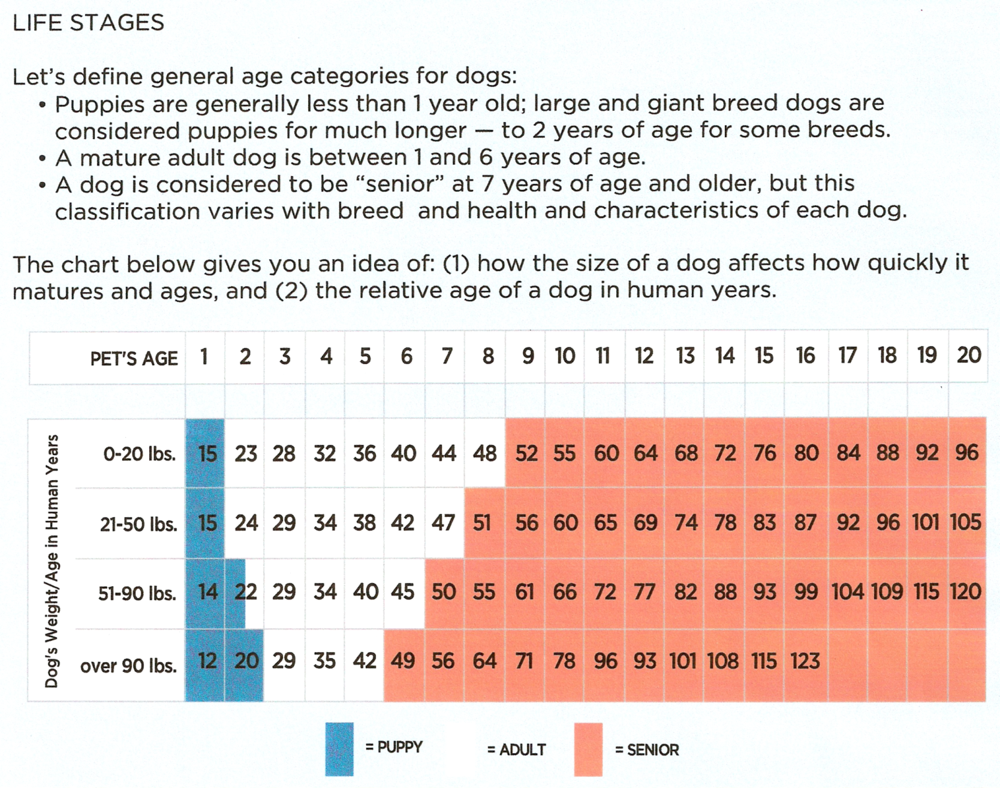 LIFE STAGES
Let's define general age categories for dogs:
• Puppies are generally less than 1 year old; large and giant breed dogs are
considered puppies for much longer — to 2 years of age for some breeds.
• A mature adult dog is between 1 and 6 years of age.
• A dog is considered to be “senior” at 7 years of age and older, but this
classification varies with breed  and health and characteristics of each dog.
The chart below gives you an idea of: (1) how the size of a dog affects how quickly it
matures and ages, and (2) the relative age of a dog in human years.
PET'S AGE 1 2 3 4 5 6 7 8 9 10 11 12 13 14 15 16 17 18 19 20
Dog's Weight/Age in Human Years
0-20 lbs. 15 23 28 32 36 40 44 48 52 55 60 64 68 72 76 80 84 88 92 96
21-50 lbs. 15 24 29 34 38 42 47 51 56 60 65 69 74 78 83 87 92 96 101 105
51-90 lbs. 14 22 29 34 40 45 50 55 61 66 72 77 82 88 93 99 104 109 115 120
over 90 lbs. 12 20 29 35 42 49 56 64 71 78 96 93 101 108 115 123
= PUPPY = ADULT = SENIOR